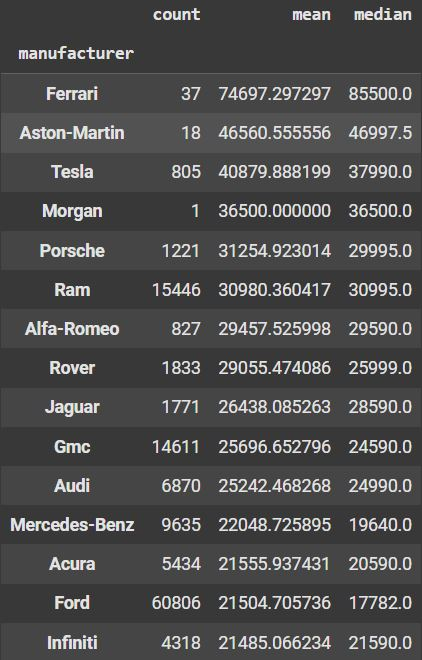 count mean median
manufacturer
Ferrari 37 74697.297297 85500.0
Aston-Martin 18 46560.555556 46997.5
Tesla 805 40879.888199 37990.0
Morgan 1 36500.000000 36500.0
Porsche 1221 31254.923014 29995.0
Ram 15446 30980.360417 30995.0
Alfa-Romeo 827 29457.525998 29590.0
Rover 1833 29055.474086 25999.0
Jaguar 1771 26438.085263 28590.0
Gmc 14611 25696.652796 24590.0
Audi 6870 25242.468268 24990.0
Mercedes-Benz 9635 22048.725895 19640.0
Acura 5434 21555.937431 20590.0
Ford 60806 21504.705736 17782.0
Infiniti 4318 21485.066234 21590.0